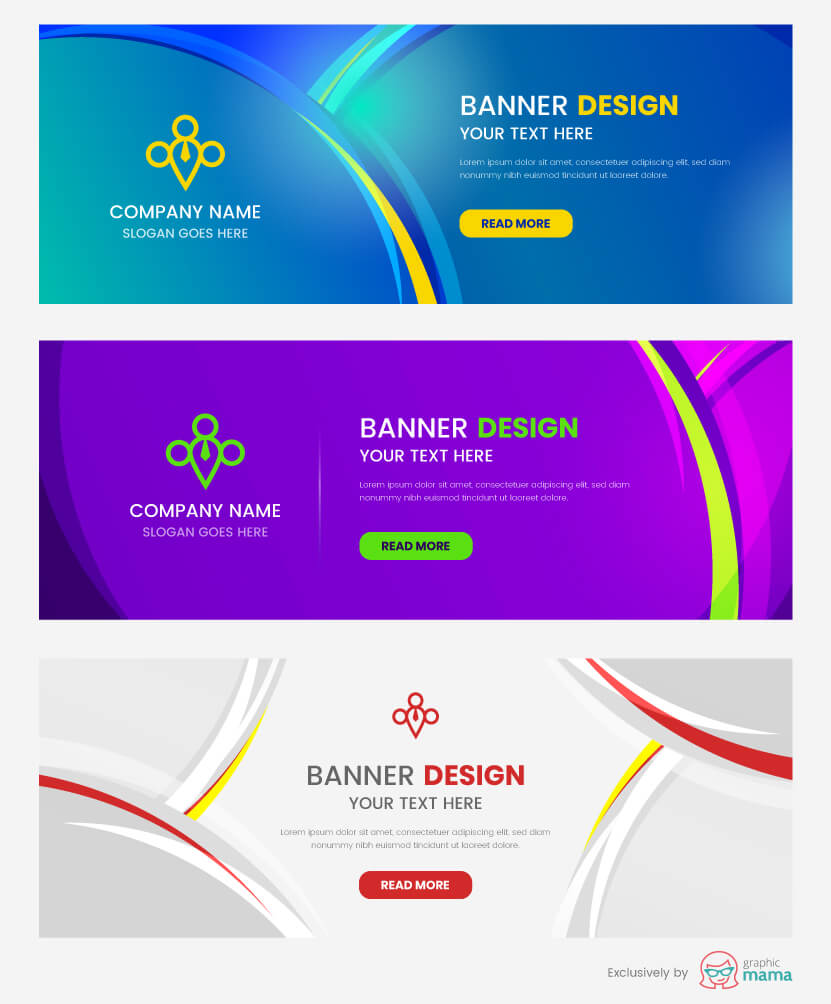 COMPANY NAME
SLOGAN GOES HERE
BANNER DESIGN
YOUR TEXT HERE
Lorem ipsum dolor sit amet, consectetuer adipiscing elit, sed diam
nonummy nibh euismod tincidunt ut laoreet dolore.
READ MORE
COMPANY NAME
SLOGAN GOES HERE
BANNER DESIGN
YOUR TEXT HERE
Lorem ipsum dolor sit amet, consectetuer adipiscing elit, sed diam
nonummy nibh euismod tincidunt ut laoreet dolore.
READ MORE
BANNER DESIGN
YOUR TEXT HERE
Lorem ipsum dolor sit amet, consectetuer adipiscing elit, sed diam
nonummy nibh euismod tincidunt ut laoreet dolore.
READ MORE
Exclusively by
graphic
mama